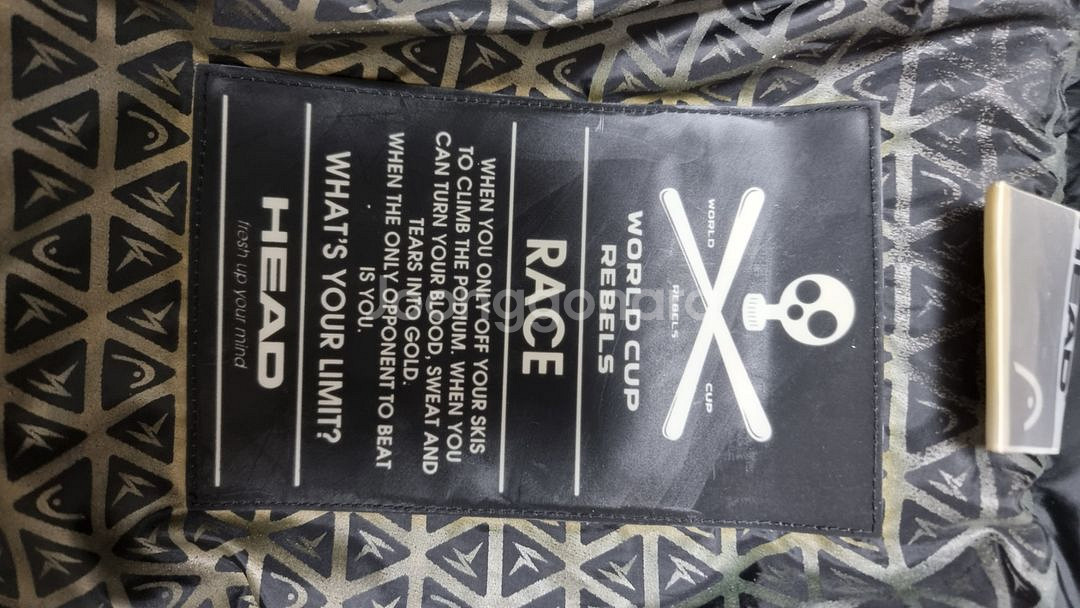 WORLD CUP
REBELS
WORLD CUP
REBELS
RACE
WHEN YOU ONLY OFF YOUR SKIS
TO CLIMB THE PODIUM. WHEN YOU
CAN TURN YOUR BLOOD, SWEAT AND
TEARS INTO GOLD.
WHEN THE ONLY OPPONENT TO BEAT
IS YOU.
WHAT'S YOUR LIMIT?
HEAD
fresh up your mind
joonggonara